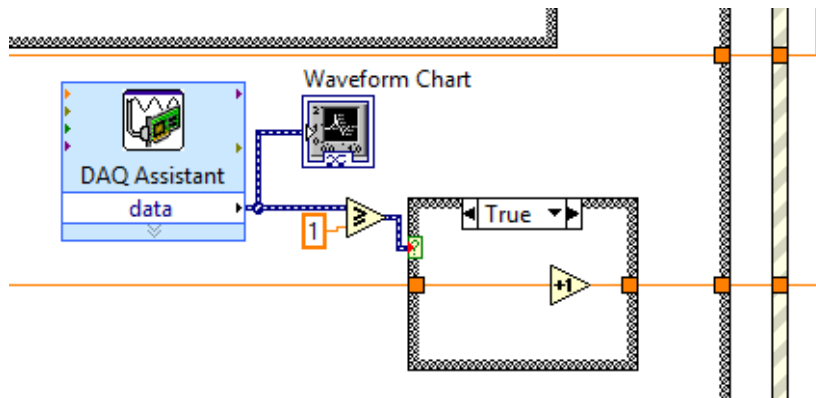 Waveform Chart
DAQ Assistant
data
1
?
True
+1
≥